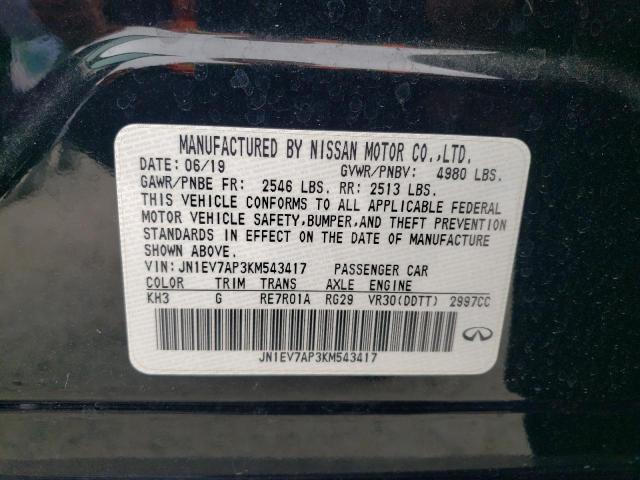 MANUFACTURED BY NISSAN MOTOR CO.,LTD.
DATE: 06/19 GVWR/PNBV: 4980 LBS.
GAWR/PNBE FR: 2546 LBS. RR: 2513 LBS.
THIS VEHICLE CONFORMS TO ALL APPLICABLE FEDERAL
MOTOR VEHICLE SAFETY,BUMPER,AND THEFT PREVENTION
STANDARDS IN EFFECT ON THE DATE OF MANUFACTURE
SHOWN ABOVE.
VIN: JN1EV7AP3KM543417 PASSENGER CAR
COLOR TRIM TRANS AXLE ENGINE
KH3 G RE7R01A RG29 VR30(DDTT) 2997CC
JN1EV7AP3KM543417